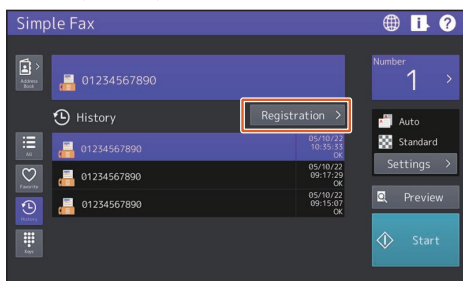 Simple Fax
i. ?
Address
Book
01234567890
Number
1 >
History
Registration >
Auto
All
01234567890
05/10/22
10:35:33
OK
Standard
Settings >
Favorite
01234567890
05/10/22
09:17:29
OK
History
01234567890
05/10/22
09:15:07
OK
Preview
Keys
Start